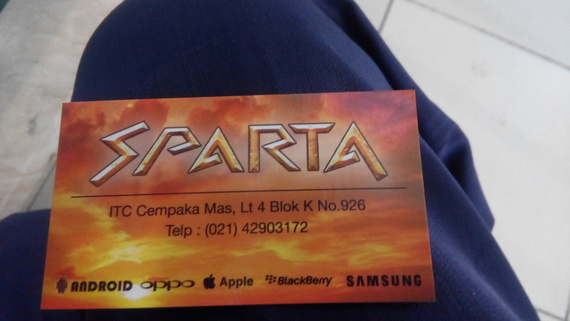 SPARTA
ITC Cempaka Mas, Lt 4 Blok K No.926
Telp : (021) 42903172
ANDROID oppo Apple BlackBerry SAMSUNG